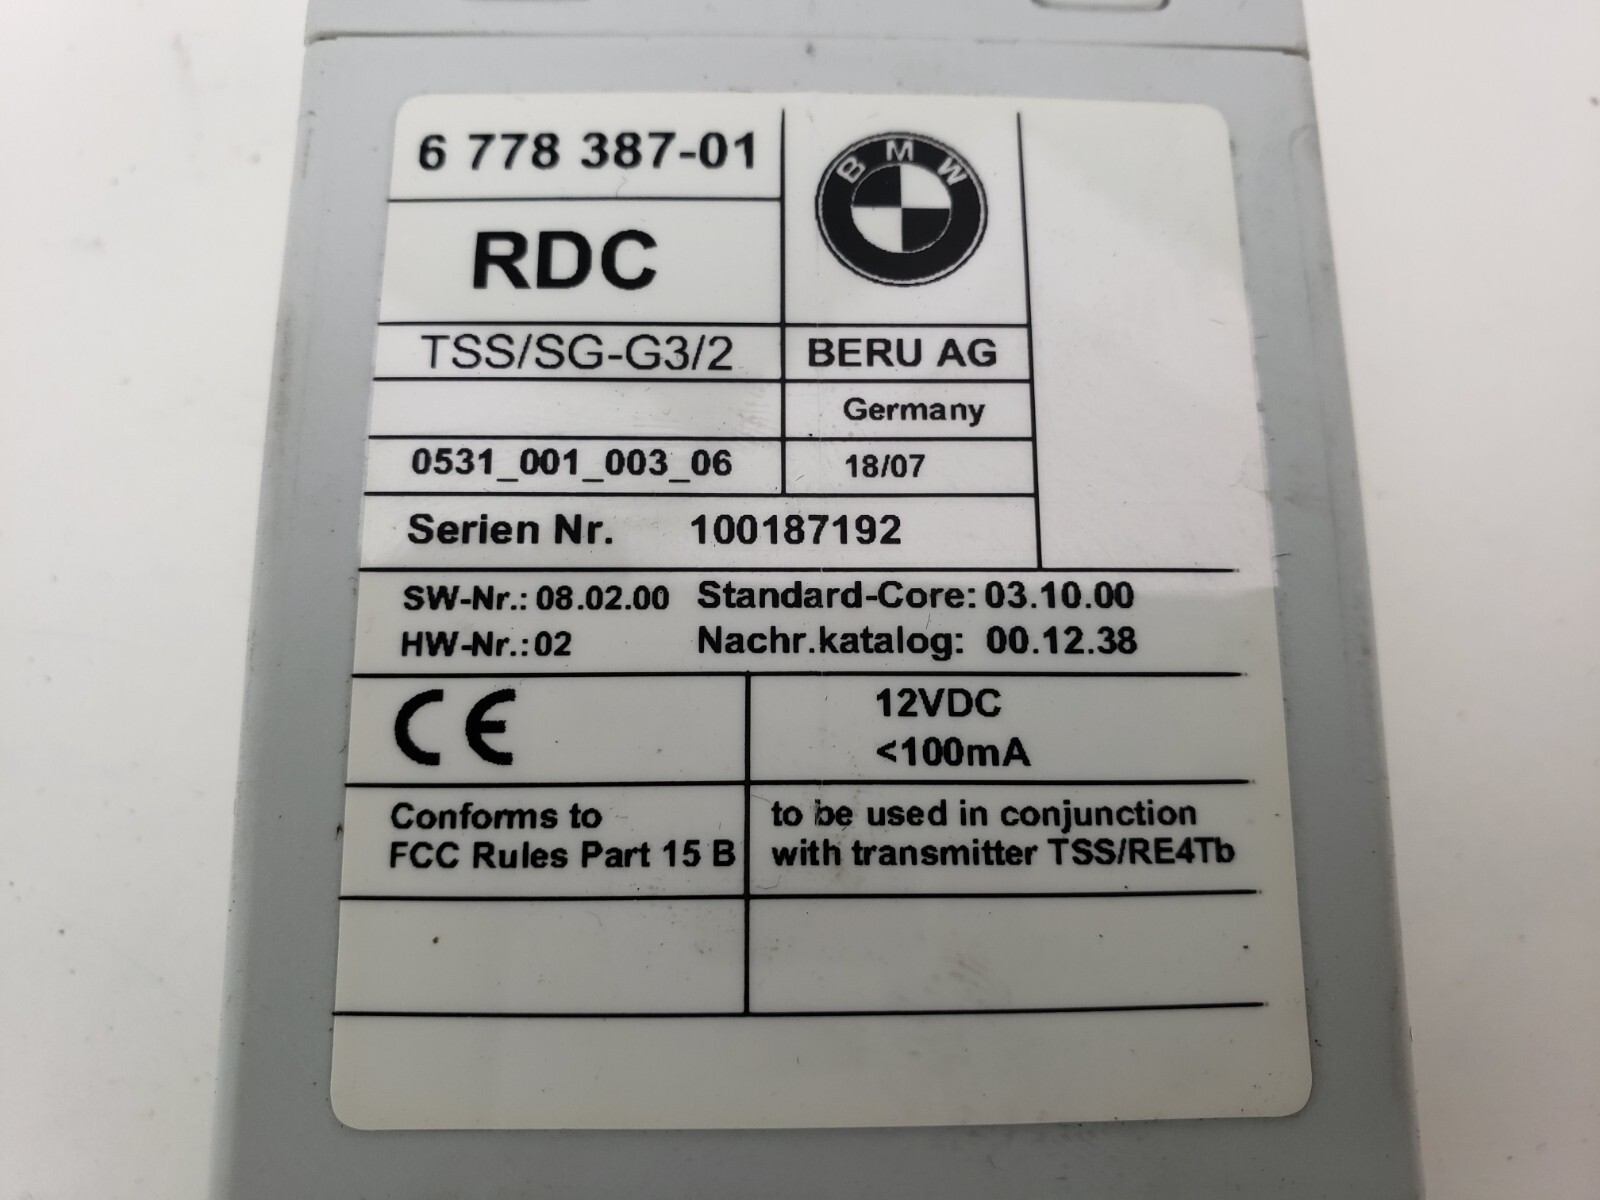 6 778 387-01
BMW
RDC
TSS/SG-G3/2
BERU AG
Germany
0531_001_003_06
18/07
Serien Nr. 100187192
SW-Nr.: 08.02.00 Standard-Core: 03.10.00
HW-Nr.: 02 Nachr.katalog: 00.12.38
CE
12VDC
<100mA
Conforms to
FCC Rules Part 15 B
to be used in conjunction
with transmitter TSS/RE4Tb